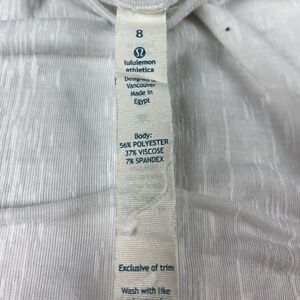 8
lululemon
athletica
Designed in
Vancouver
Made in
Egypt
Body:
56% POLYESTER
37% VISCOSE
7% SPANDEX
Exclusive of trim
Wash with like